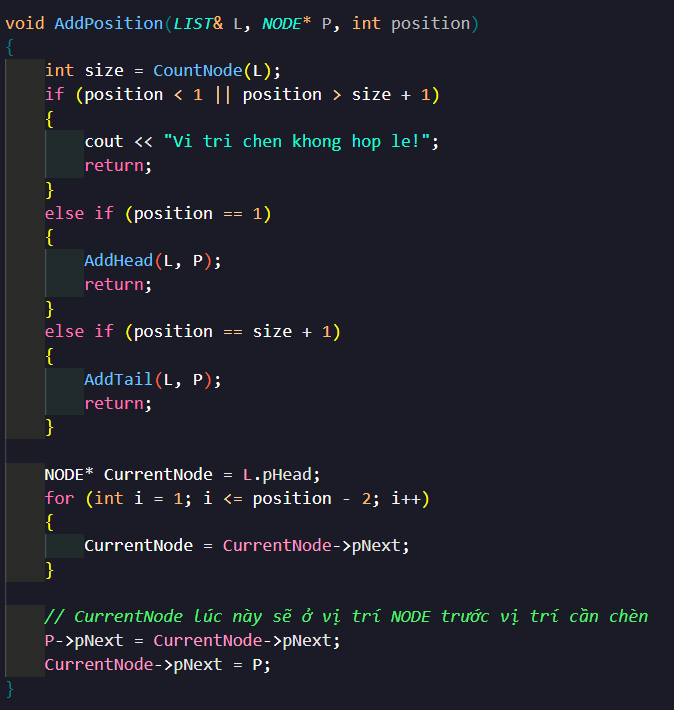 void AddPosition(LIST& L, NODE* P, int position)
{
    int size = CountNode(L);
    if (position < 1 || position > size + 1)
    {
        cout << "Vi tri chen khong hop le!";
        return;
    }
    else if (position == 1)
    {
        AddHead(L, P);
        return;
    }
    else if (position == size + 1)
    {
        AddTail(L, P);
        return;
    }

    NODE* CurrentNode = L.pHead;
    for (int i = 1; i <= position - 2; i++)
    {
        CurrentNode = CurrentNode->pNext;
    }

    // CurrentNode lúc này sẽ ở vị trí NODE trước vị trí cần chèn
    P->pNext = CurrentNode->pNext;
    CurrentNode->pNext = P;
}